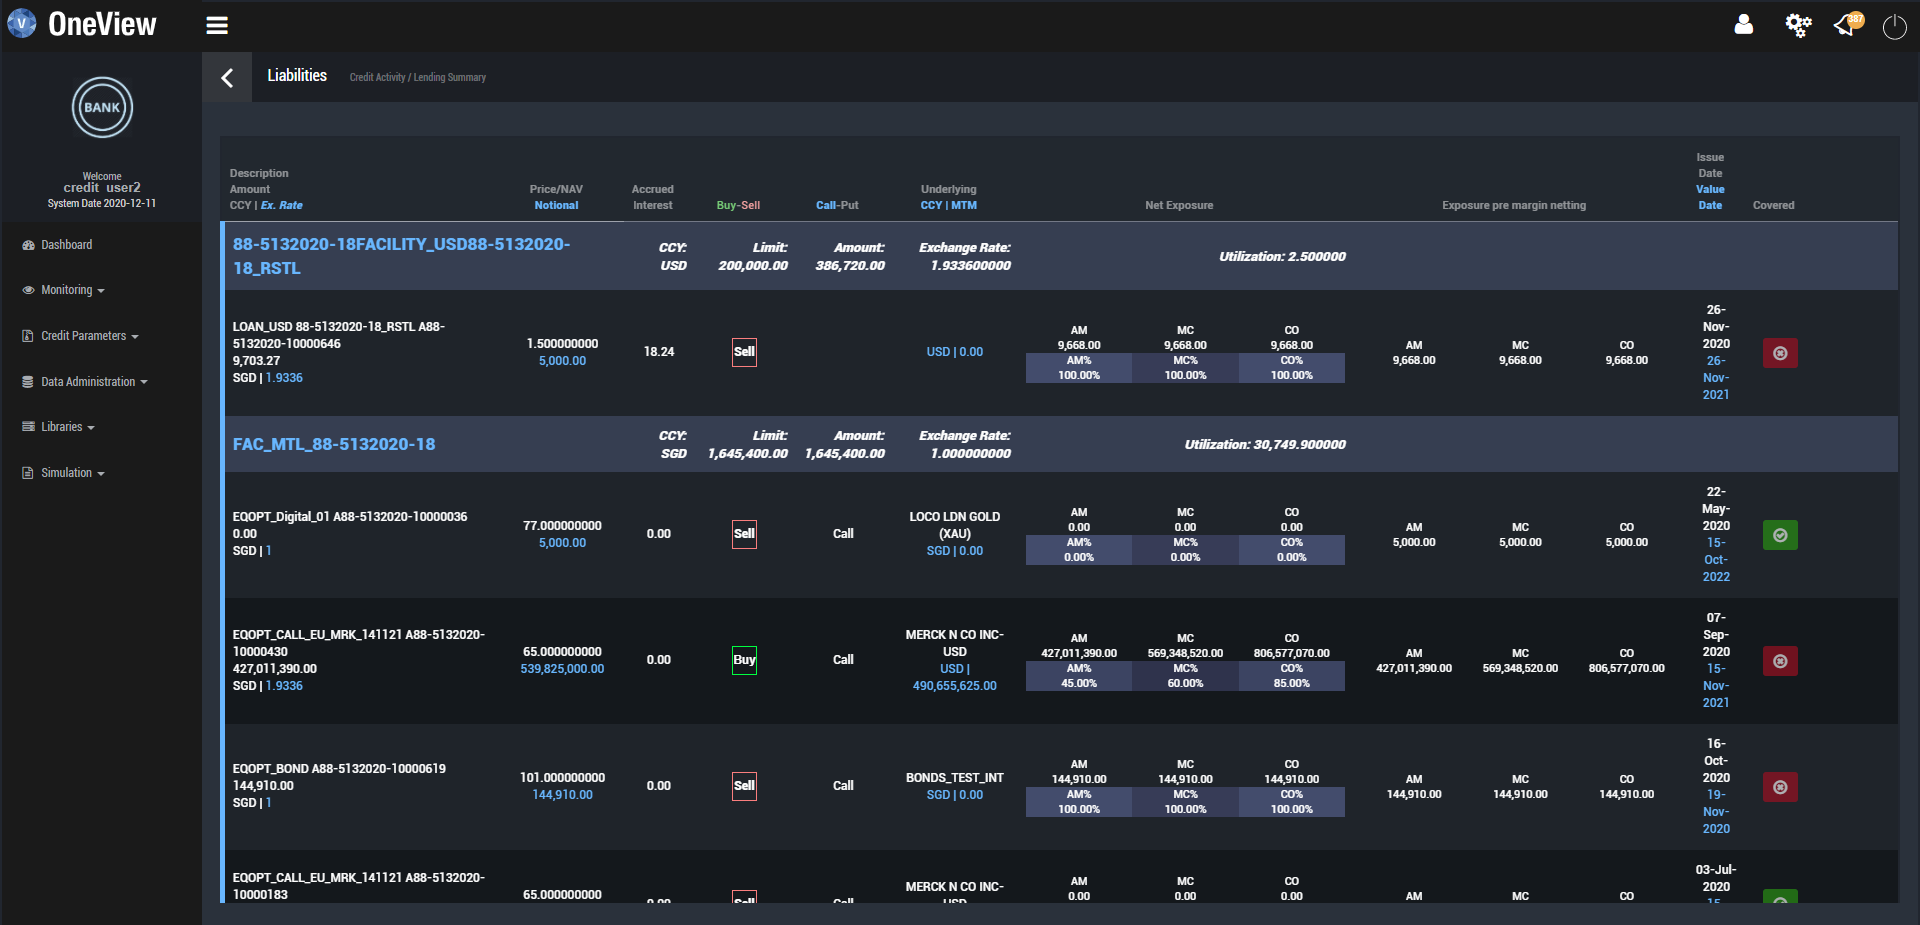 V OneView
387
BANK
Welcome
credit_user2
System Date 2020-12-11
Dashboard
Monitoring
Credit Parameters
Data Administration
Libraries
Simulation
Liabilities Credit Activity / Lending Summary
Description
Amount
CCY | Ex. Rate
Price/NAV
Notional
Accrued
Interest
Buy-Sell
Call-Put
Underlying
CCY | MTM
Net Exposure
Exposure pre margin netting
Issue
Date
Value
Date
Covered
88-5132020-18FACILITY_USD88-5132020-
18_RSTL
CCY:
USD
Limit:
200,000.00
Amount:
386,720.00
Exchange Rate:
1.933600000
Utilization: 2.500000
LOAN_USD 88-5132020-18_RSTL A88-
5132020-10000646
9,703.27
SGD | 1.9336
1.500000000
5,000.00
18.24
Sell
USD | 0.00
AM MC CO
9,668.00 9,668.00 9,668.00
AM% MC% CO%
100.00% 100.00% 100.00%
AM MC CO
9,668.00 9,668.00 9,668.00
26-
Nov-
2020
26-
Nov-
2021
FAC_MTL_88-5132020-18
CCY:
SGD
Limit:
1,645,400.00
Amount:
1,645,400.00
Exchange Rate:
1.000000000
Utilization: 30,749.900000
EQOPT_Digital_01 A88-5132020-10000036
0.00
SGD | 1
77.000000000
5,000.00
0.00
Sell
Call
LOCO LDN GOLD
(XAU)
SGD | 0.00
AM MC CO
0.00 0.00 0.00
AM% MC% CO%
0.00% 0.00% 0.00%
AM MC CO
5,000.00 5,000.00 5,000.00
22-
May-
2020
15-
Oct-
2022
EQOPT_CALL_EU_MRK_141121 A88-5132020-
10000430
427,011,390.00
SGD | 1.9336
65.000000000
539,825,000.00
0.00
Buy
Call
MERCK N CO INC-
USD
USD |
490,655,625.00
AM MC CO
427,011,390.00 569,348,520.00 806,577,070.00
AM% MC% CO%
45.00% 60.00% 85.00%
AM MC CO
427,011,390.00 569,348,520.00 806,577,070.00
07-
Sep-
2020
15-
Nov-
2021
EQOPT_BOND A88-5132020-10000619
144,910.00
SGD | 1
101.000000000
144,910.00
0.00
Sell
Call
BONDS_TEST_INT
SGD | 0.00
AM MC CO
144,910.00 144,910.00 144,910.00
AM% MC% CO%
100.00% 100.00% 100.00%
AM MC CO
144,910.00 144,910.00 144,910.00
16-
Oct-
2020
19-
Nov-
2020
EQOPT_CALL_EU_MRK_141121 A88-5132020-
10000183
65.000000000
0.00
Sell
Call
MERCK N CO INC-
USD
AM MC CO
0.00 0.00 0.00
AM MC CO
03-Jul-
2020
15-